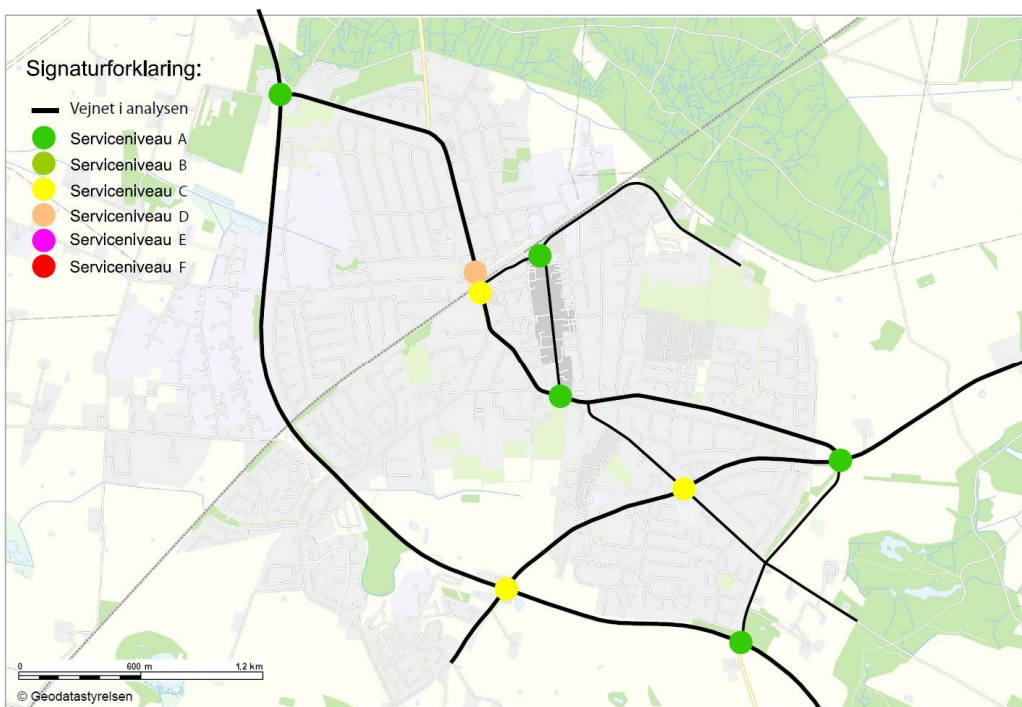 Signaturforklaring:
Vejnet i analysen
Serviceniveau A
Serviceniveau B
Serviceniveau C
Serviceniveau D
Serviceniveau E
Serviceniveau F
0 600 m 1,2 km
© Geodatastyrelsen